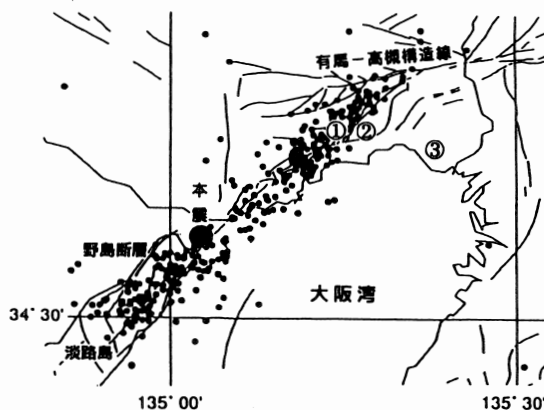 有馬－高槻構造線
①
②
③
本震
野島断層
大阪湾
34° 30'
淡路島
135° 00'
135° 30'